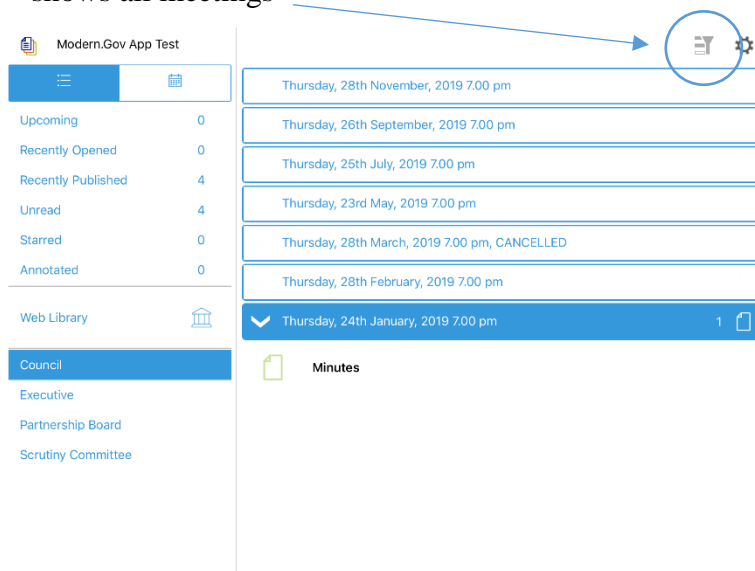 shows all meetings
Modern.Gov App Test
Upcoming 0
Recently Opened 0
Recently Published 4
Unread 4
Starred 0
Annotated 0
Web Library
Council
Executive
Partnership Board
Scrutiny Committee
Thursday, 28th November, 2019 7.00 pm
Thursday, 26th September, 2019 7.00 pm
Thursday, 25th July, 2019 7.00 pm
Thursday, 23rd May, 2019 7.00 pm
Thursday, 28th March, 2019 7.00 pm, CANCELLED
Thursday, 28th February, 2019 7.00 pm
Thursday, 24th January, 2019 7.00 pm 1
Minutes